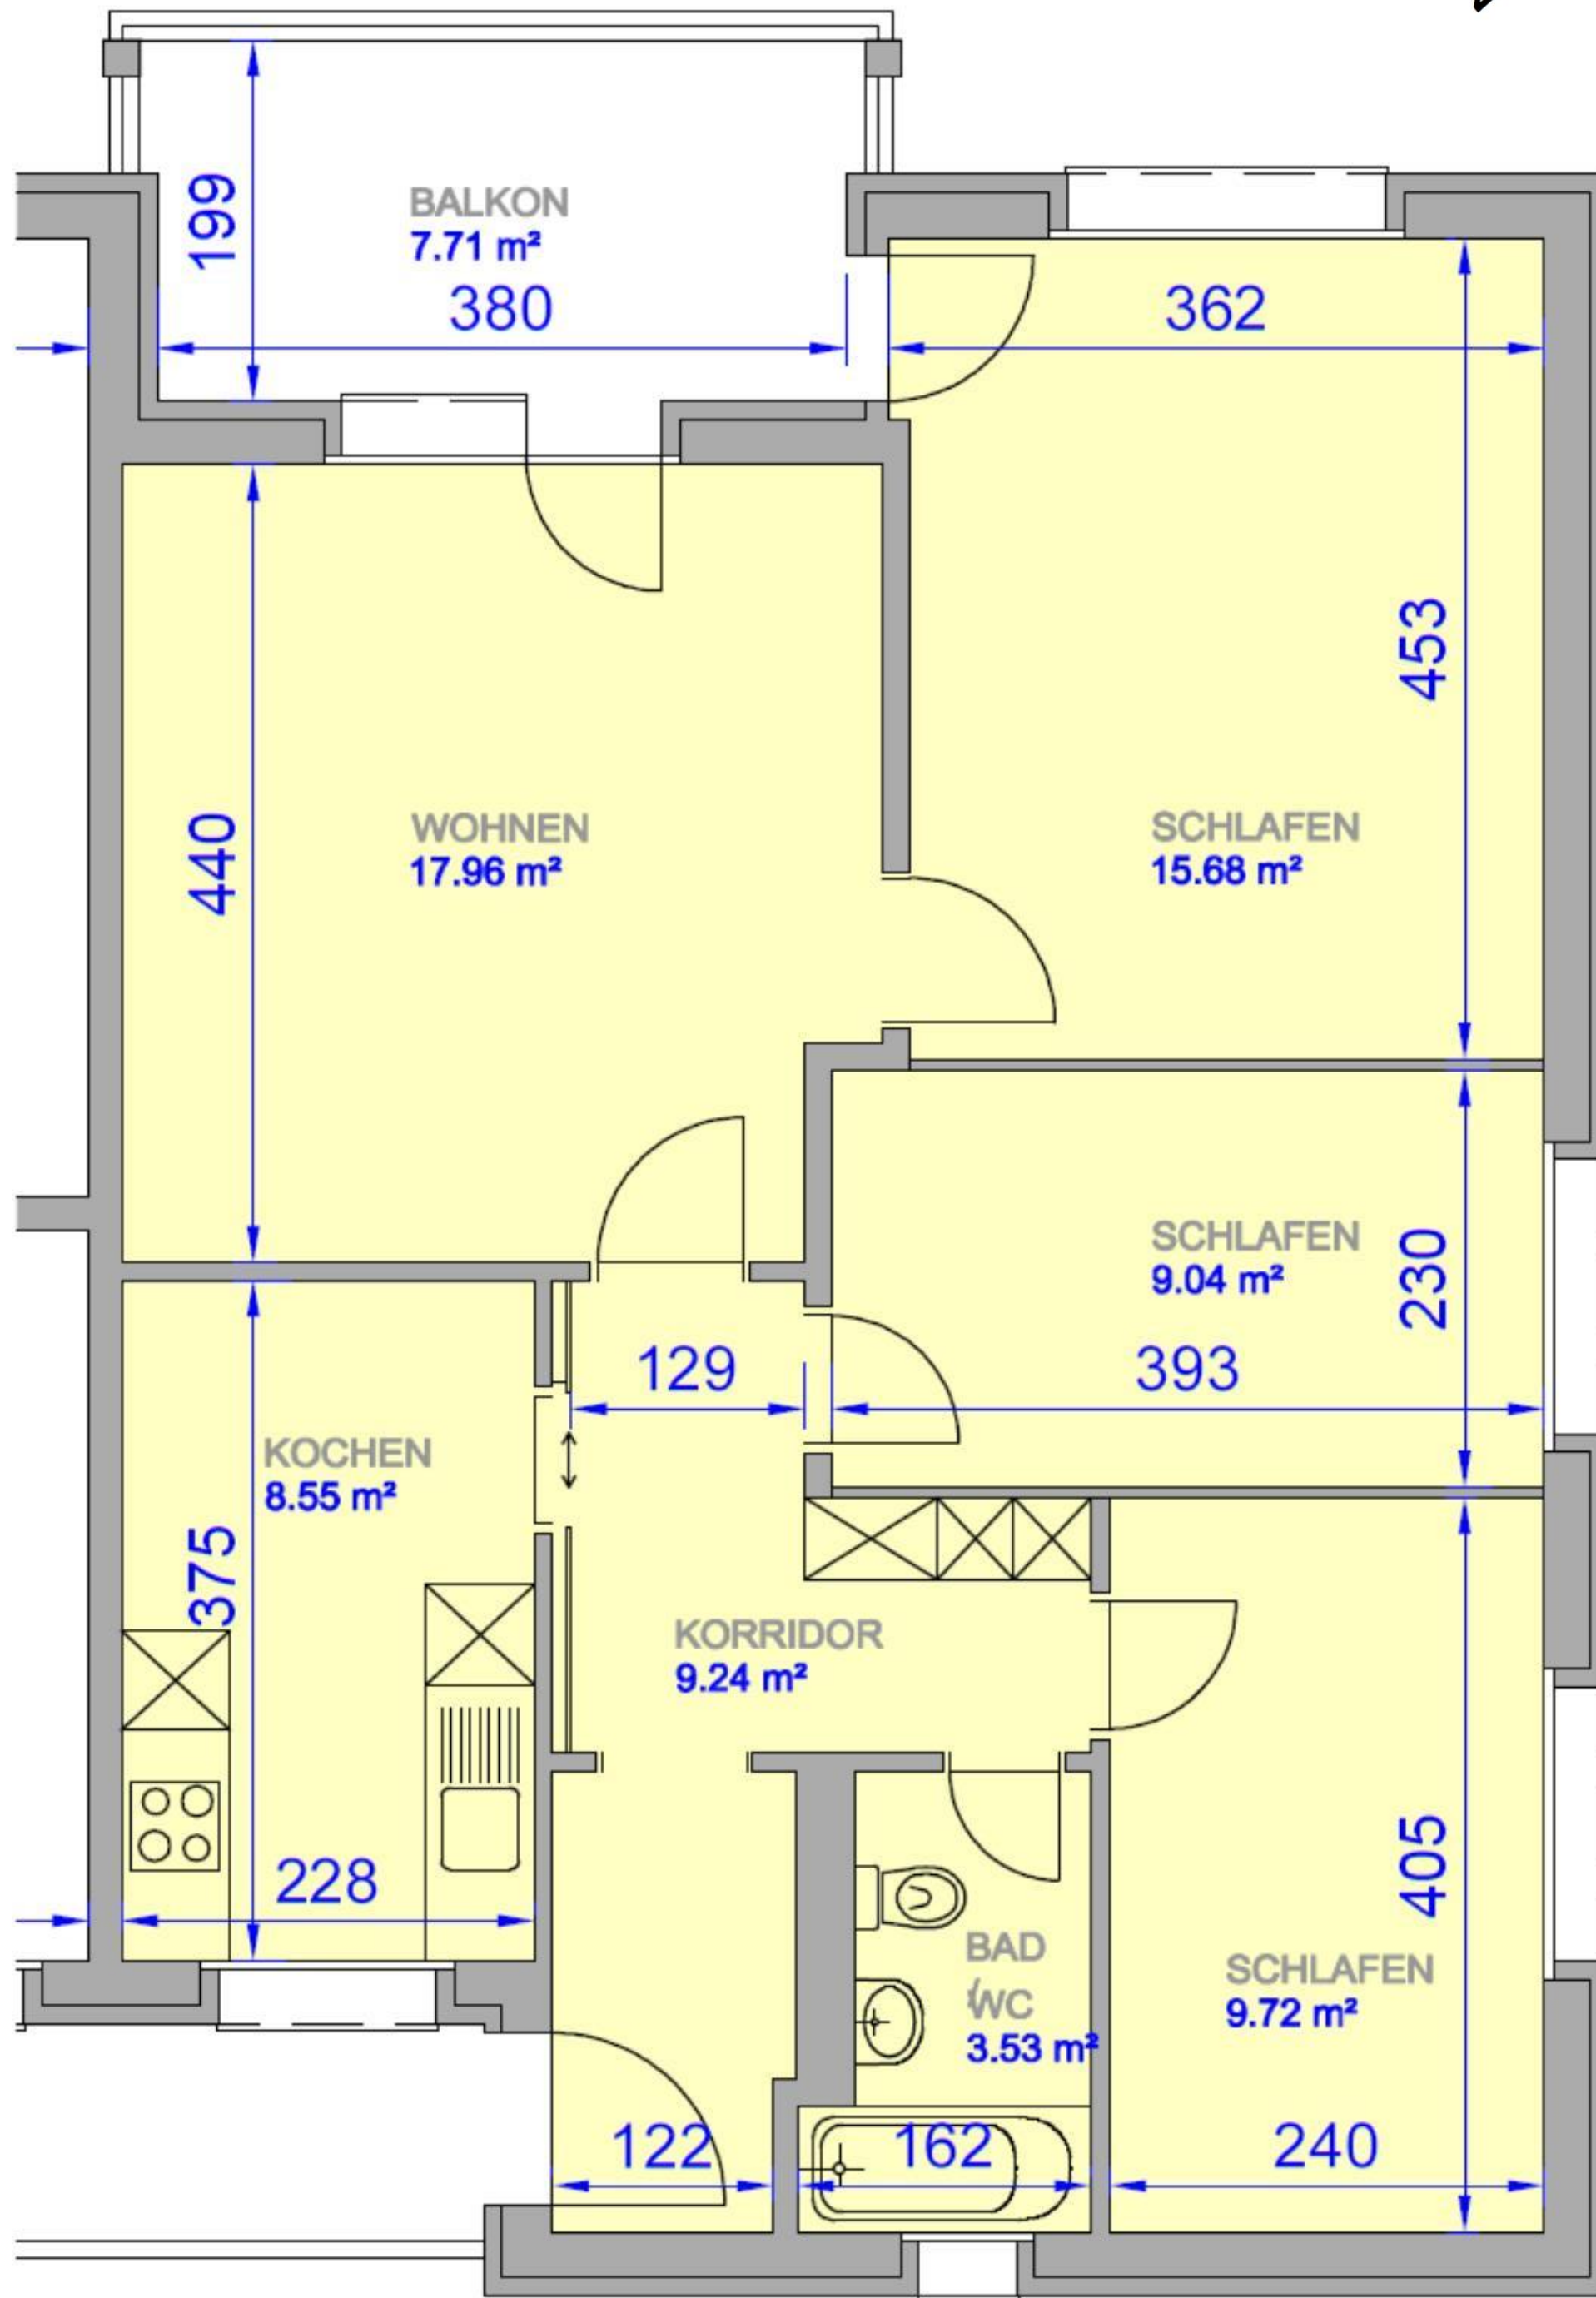 BALKON
7.71 m²
199
380
362
453
WOHNEN
17.96 m²
440
SCHLAFEN
15.68 m²
SCHLAFEN
9.04 m²
230
129
393
KOCHEN
8.55 m²
375
KORRIDOR
9.24 m²
228
405
BAD
/WC
3.53 m²
SCHLAFEN
9.72 m²
122
162
240